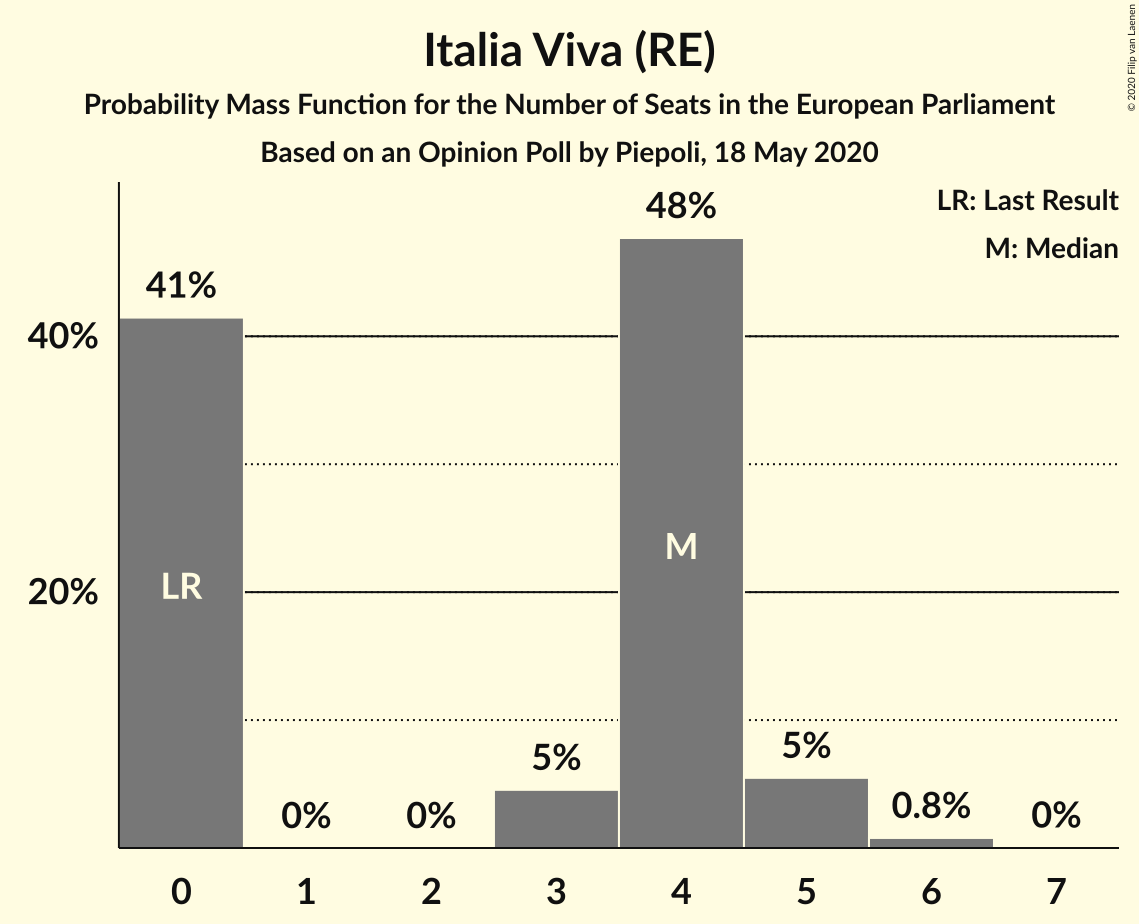 Italia Viva (RE)
Probability Mass Function for the Number of Seats in the European Parliament
Based on an Opinion Poll by Piepoli, 18 May 2020
© 2020 Filip van Laenen
LR: Last Result
M: Median
48%
41%
40%
M
LR
20%
5%
5%
0.8%
0%
0%
0%
0 1 2 3 4 5 6 7